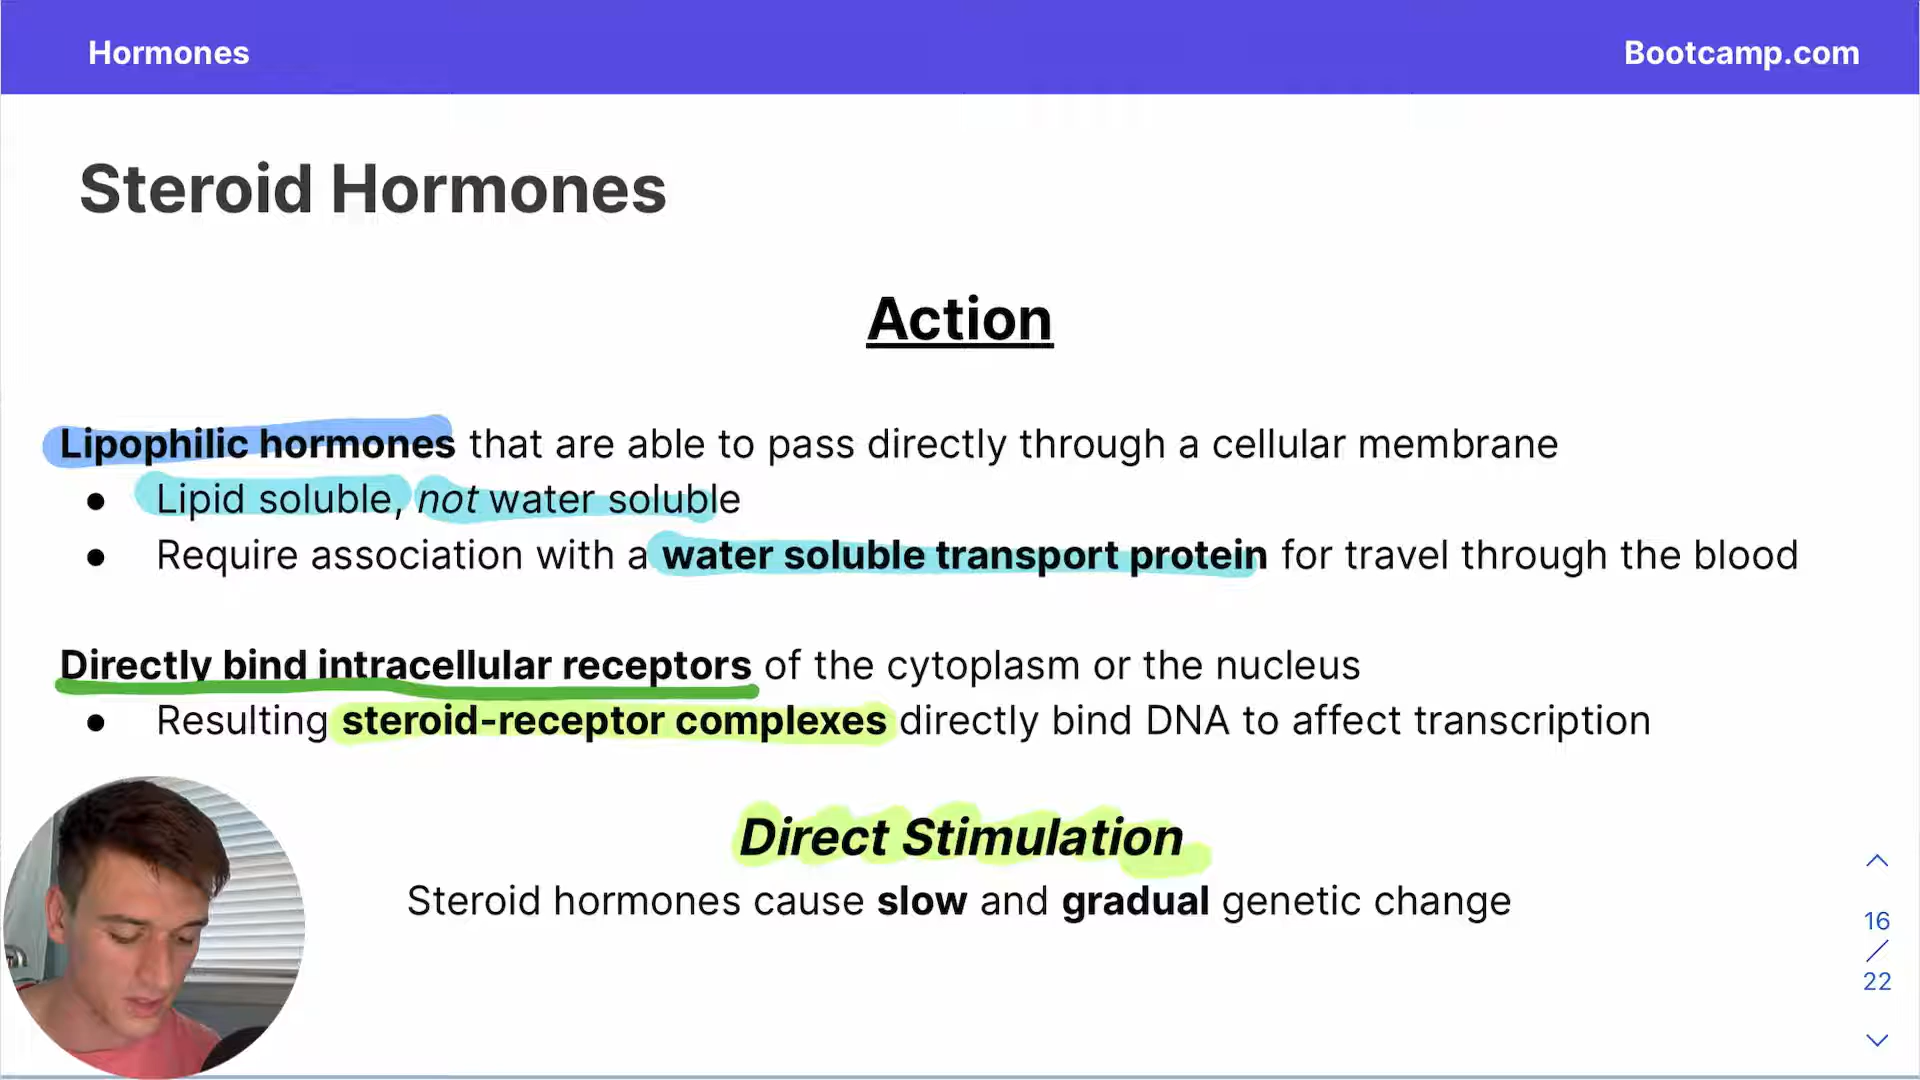 Hormones
Bootcamp.com
Steroid Hormones
Action
Lipophilic hormones that are able to pass directly through a cellular membrane
● Lipid soluble, not water soluble
● Require association with a water soluble transport protein for travel through the blood
Directly bind intracellular receptors of the cytoplasm or the nucleus
● Resulting steroid-receptor complexes directly bind DNA to affect transcription
Direct Stimulation
Steroid hormones cause slow and gradual genetic change
16
/
22